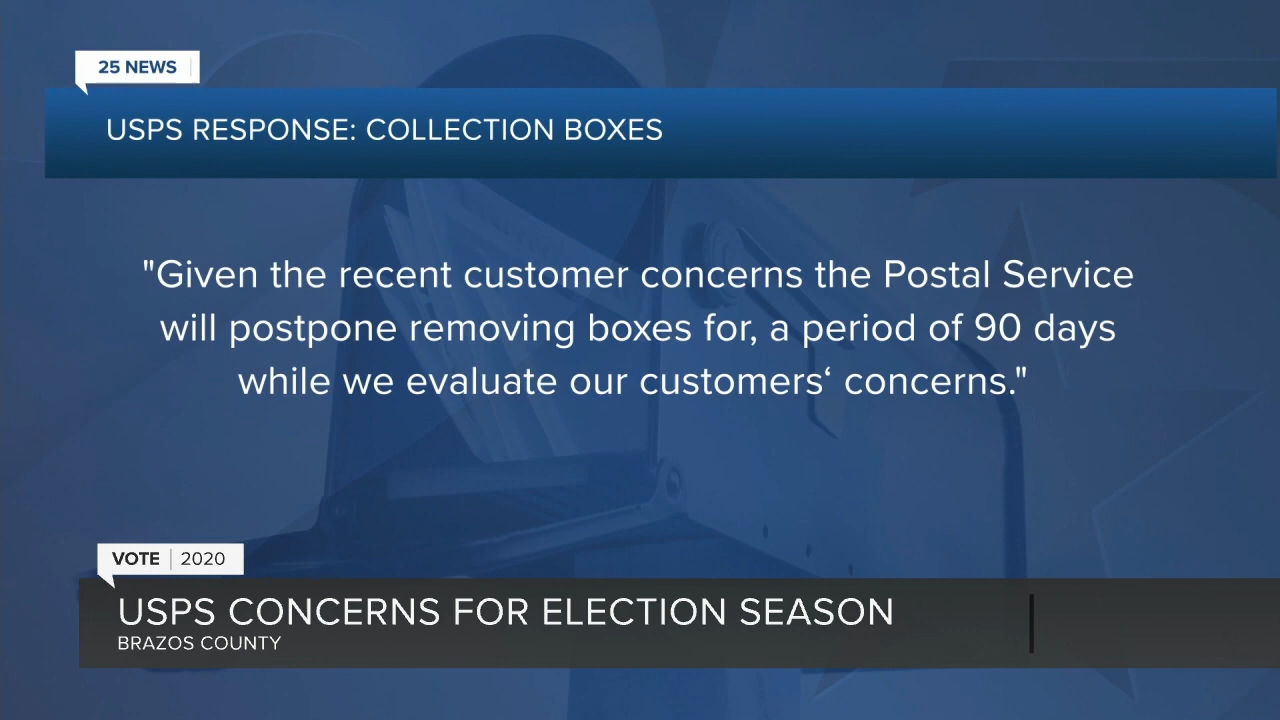 25 NEWS
USPS RESPONSE: COLLECTION BOXES
"Given the recent customer concerns the Postal Service
will postpone removing boxes for, a period of 90 days
while we evaluate our customers‘ concerns."
VOTE | 2020
USPS CONCERNS FOR ELECTION SEASON
BRAZOS COUNTY